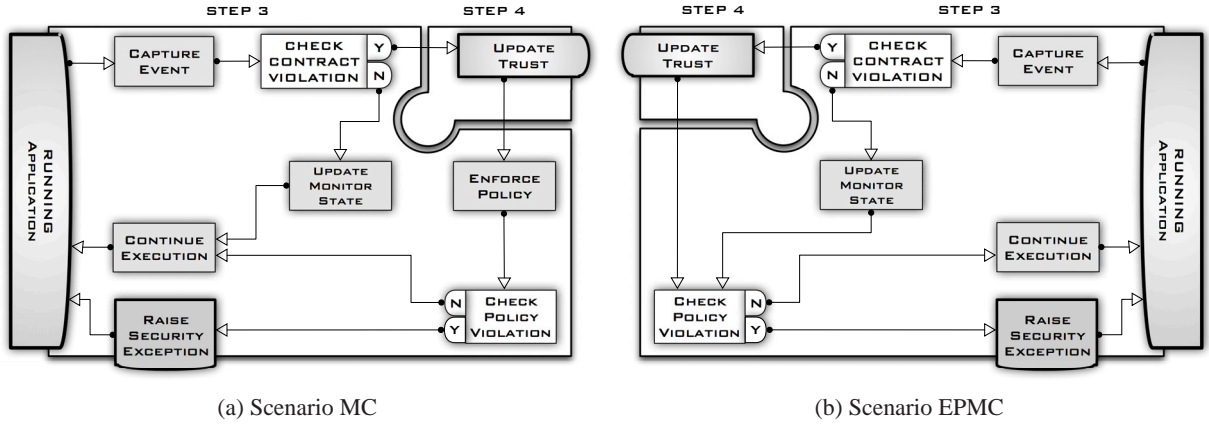 STEP 3
STEP 4
RUNNING
APPLICATION
CAPTURE
EVENT
CHECK
CONTRACT
VIOLATION
Y
N
UPDATE
TRUST
UPDATE
MONITOR
STATE
ENFORCE
POLICY
CONTINUE
EXECUTION
N
Y
CHECK
POLICY
VIOLATION
RAISE
SECURITY
EXCEPTION
(a) Scenario MC
STEP 4
STEP 3
UPDATE
TRUST
Y
N
CHECK
CONTRACT
VIOLATION
CAPTURE
EVENT
RUNNING
APPLICATION
UPDATE
MONITOR
STATE
CONTINUE
EXECUTION
CHECK
POLICY
VIOLATION
N
Y
RAISE
SECURITY
EXCEPTION
(b) Scenario EPMC